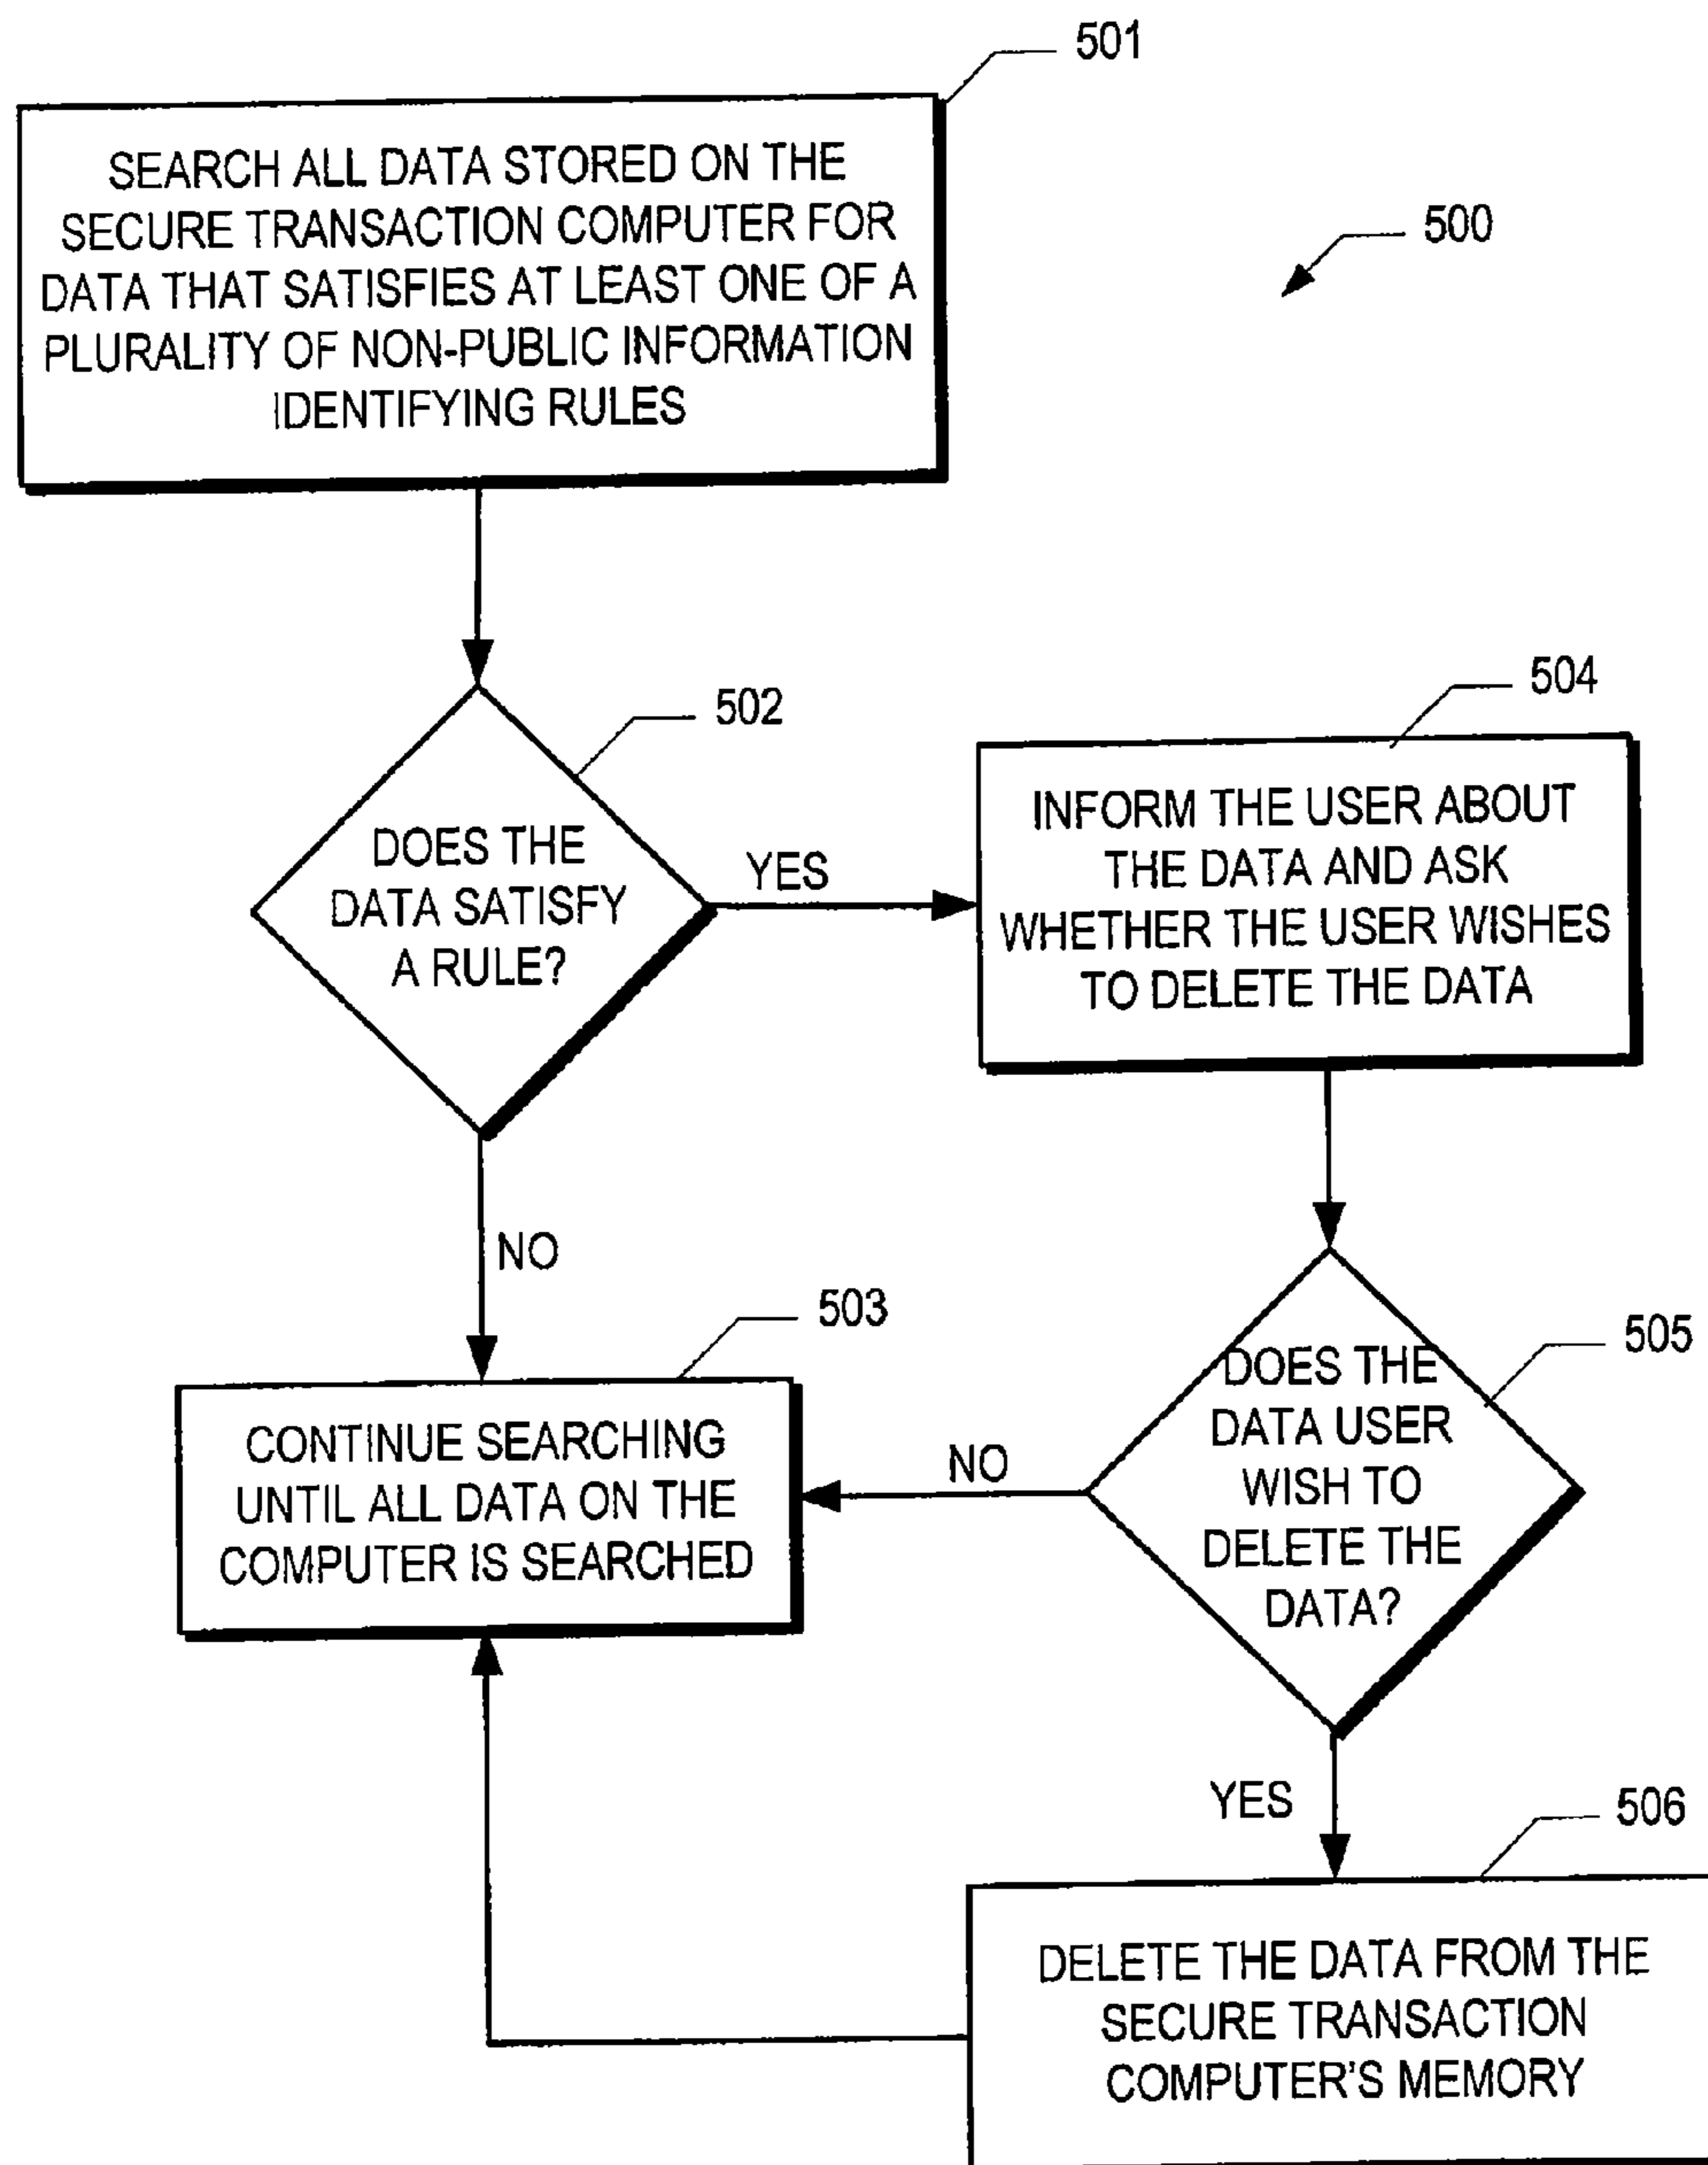 501
SEARCH ALL DATA STORED ON THE
SECURE TRANSACTION COMPUTER FOR
DATA THAT SATISFIES AT LEAST ONE OF A
PLURALITY OF NON-PUBLIC INFORMATION
IDENTIFYING RULES
500
502
DOES THE
DATA SATISFY
A RULE?
YES
504
INFORM THE USER ABOUT
THE DATA AND ASK
WHETHER THE USER WISHES
TO DELETE THE DATA
NO
503
CONTINUE SEARCHING
UNTIL ALL DATA ON THE
COMPUTER IS SEARCHED
NO
505
DOES THE
DATA USER
WISH TO
DELETE THE
DATA?
YES
506
DELETE THE DATA FROM THE
SECURE TRANSACTION
COMPUTER'S MEMORY